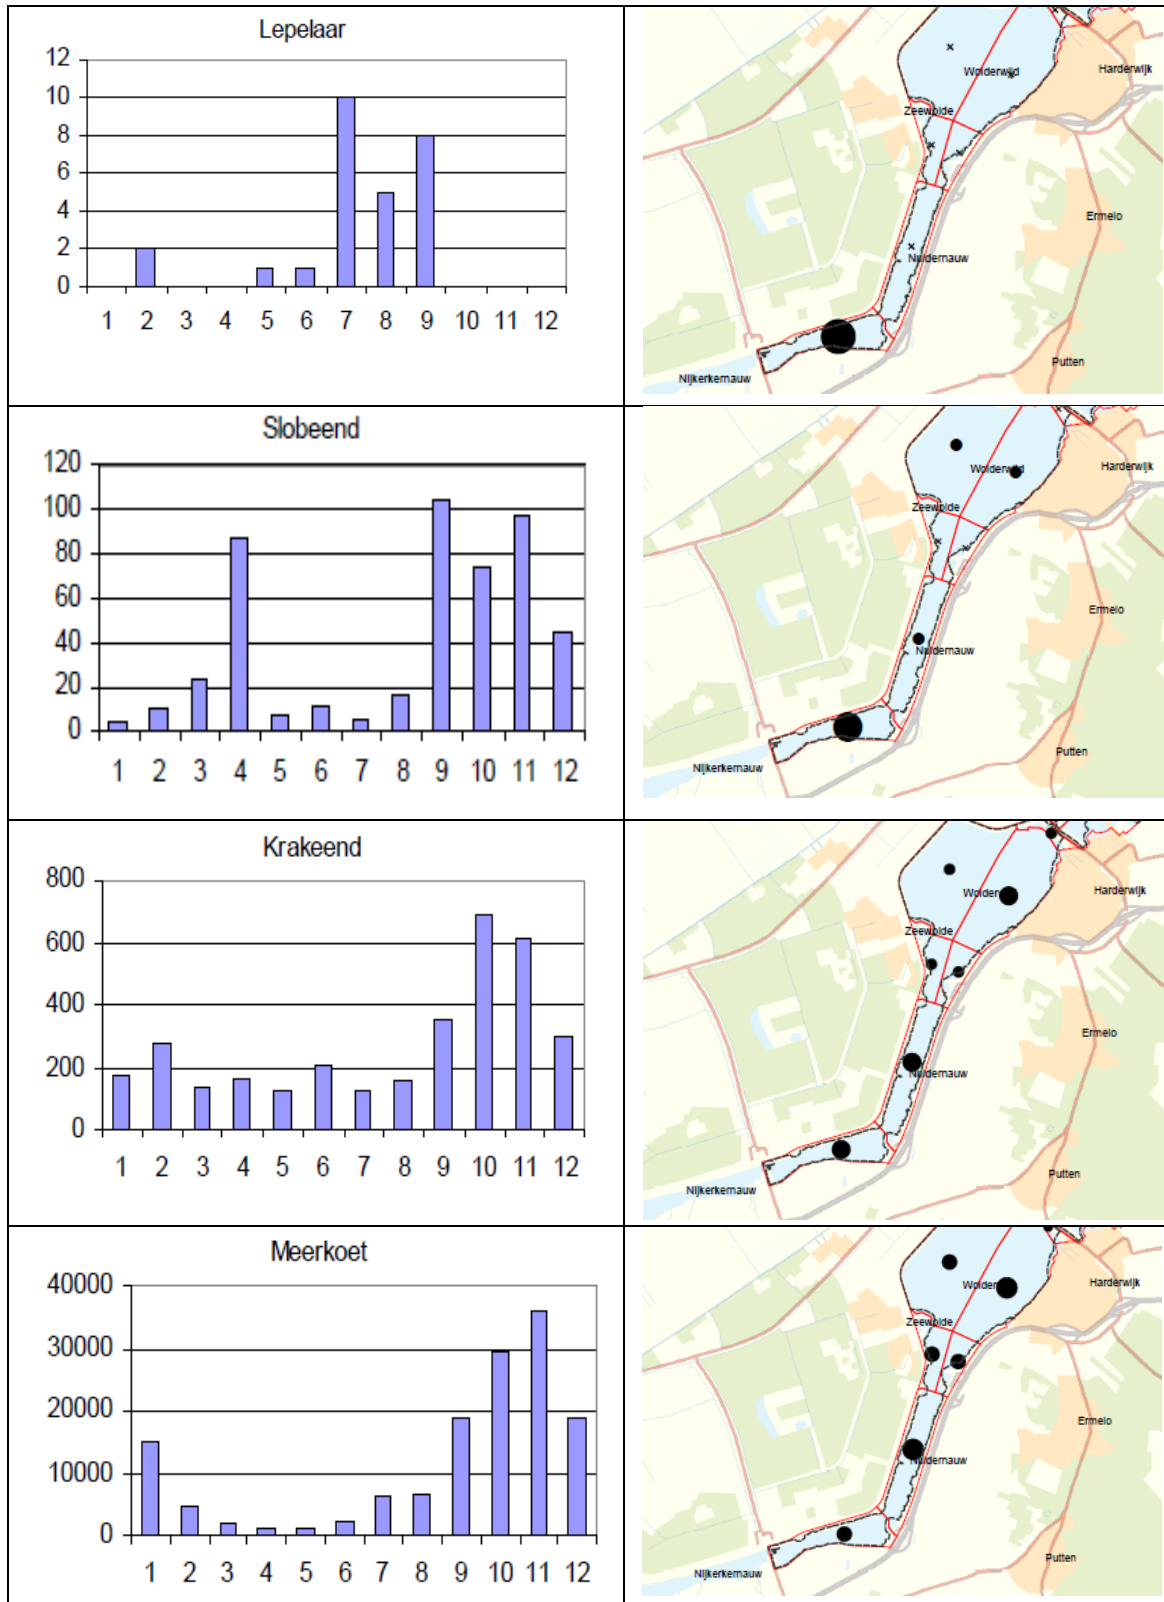 Lepelaar
12
10
8
6
4
2
0
1 2 3 4 5 6 7 8 9 10 11 12
Wolderwijd
Harderwijk
Zeewolde
Ermelo
Nuldernauw
Putten
Nijkerkernauw
Slobeend
120
100
80
60
40
20
0
1 2 3 4 5 6 7 8 9 10 11 12
Wolderwijd
Harderwijk
Zeewolde
Ermelo
Nuldernauw
Putten
Nijkerkernauw
Krakeend
800
600
400
200
0
1 2 3 4 5 6 7 8 9 10 11 12
Harderwijk
Zeewolde
Ermelo
Nuldernauw
Putten
Nijkerkernauw
Meerkoet
40000
30000
20000
10000
0
1 2 3 4 5 6 7 8 9 10 11 12
Harderwijk
Zeewolde
Ermelo
Nuldernauw
Putten
Nijkerkernauw